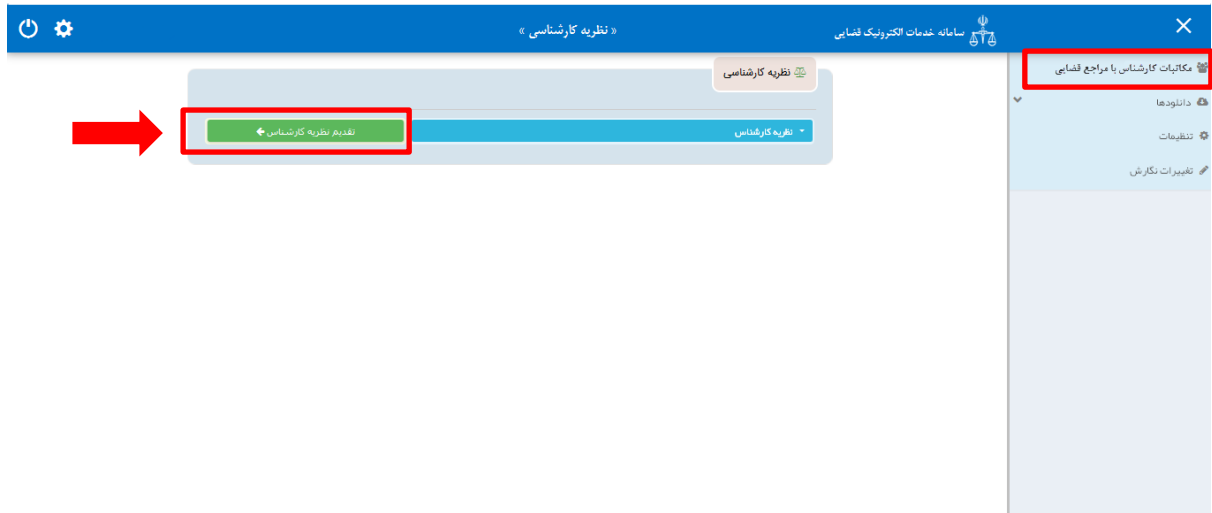 سامانه خدمات الکترونیک قضایی
« نظریه کارشناسی »
مکاتبات کارشناس با مراجع قضایی
دانلودها
تنظیمات
تغییرات نگارش
نظریه کارشناسی
نظریه کارشناس
تقدیم نظریه کارشناس